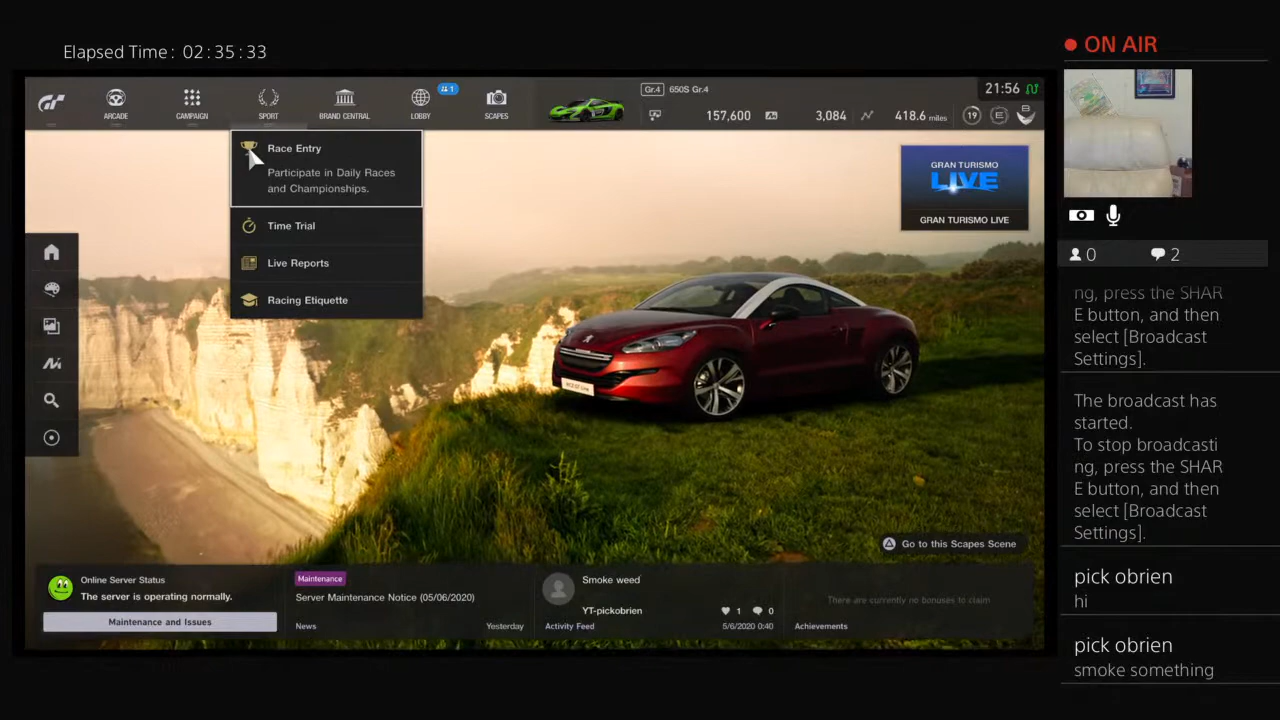 Elapsed Time: 02:35:33
ON AIR
GT
ARCADE
CAMPAIGN
SPORT
BRAND CENTRAL
LOBBY
1
SCAPES
Gr.4 650S Gr.4
157,600
3,084
418.6 miles
19
E
21:56
Race Entry
Participate in Daily Races
and Championships.
Time Trial
Live Reports
Racing Etiquette
GRAN TURISMO
LIVE
GRAN TURISMO LIVE
Go to this Scapes Scene
Online Server Status
The server is operating normally.
Maintenance and Issues
Maintenance
Server Maintenance Notice (05/06/2020)
News
Yesterday
Smoke weed
YT-pickobrien
1
0
Activity Feed
5/6/2020 0:40
There are currently no bonuses to claim
Achievements
0
2
ng, press the SHAR
E button, and then
select [Broadcast
Settings].
The broadcast has
started.
To stop broadcasti
ng, press the SHAR
E button, and then
select [Broadcast
Settings].
pick obrien
hi
pick obrien
smoke something